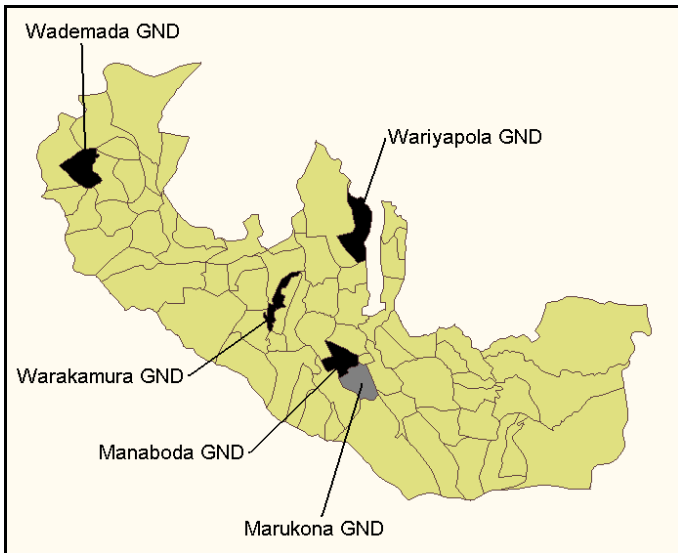 Wademada GND
Wariyapola GND
Warakamura GND
Manaboda GND
Marukona GND